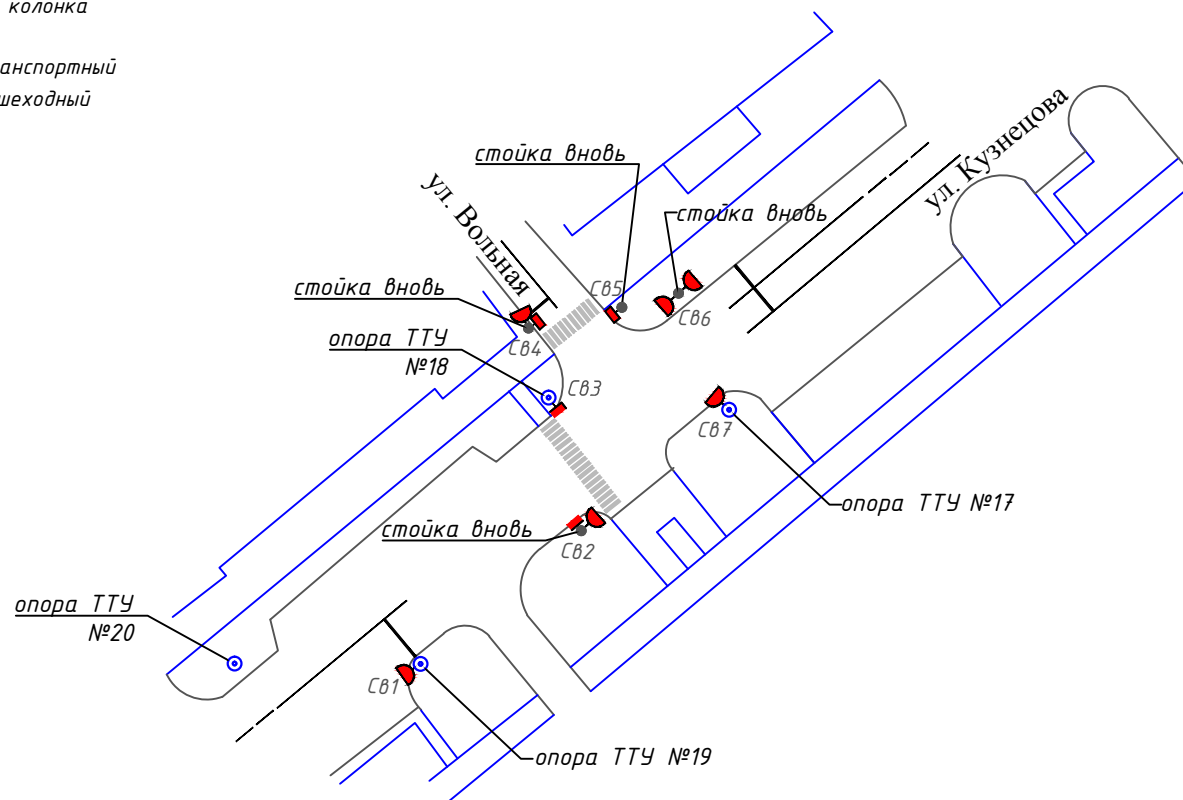 колонка
анспортный
шеходный
ул. Кузнецова
стойка вновь
ул. Вольная
стойка вновь
Св5
стойка вновь
Св6
опора ТТУ
№18
Св4
Св3
Св7
опора ТТУ №17
стойка вновь
Св2
опора ТТУ
№20
Св1
опора ТТУ №19